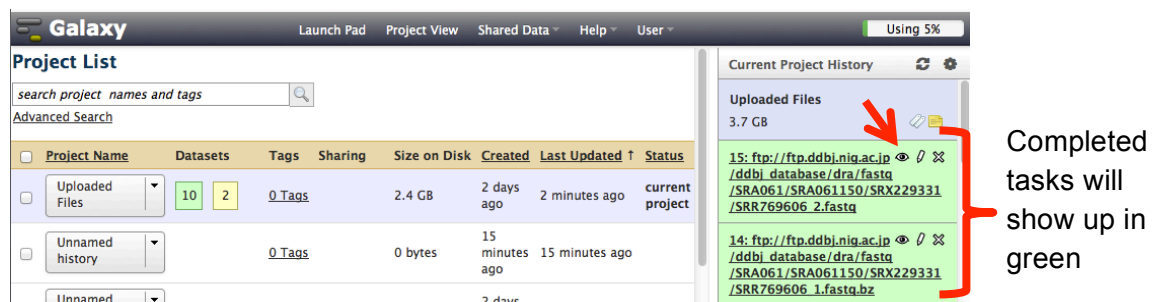 Galaxy
Launch Pad Project View Shared Data Help User
Using 5%
Project List
search project names and tags
Advanced Search
Project Name Datasets Tags Sharing Size on Disk Created Last Updated ↑ Status
Uploaded Files 10 2 0 Tags 2.4 GB 2 days ago 2 minutes ago current project
Unnamed history 0 Tags 0 bytes 15 minutes ago 15 minutes ago
Unnamed 2 days
Current Project History
Uploaded Files
3.7 GB
15: ftp://ftp.ddbj.nig.ac.jp
/ddbj_database/dra/fastq
/SRA061/SRA061150/SRX229331
/SRR769606_2.fastq
14: ftp://ftp.ddbj.nig.ac.jp
/ddbj_database/dra/fastq
/SRA061/SRA061150/SRX229331
/SRR769606_1.fastq.bz
Completed
tasks will
show up in
green